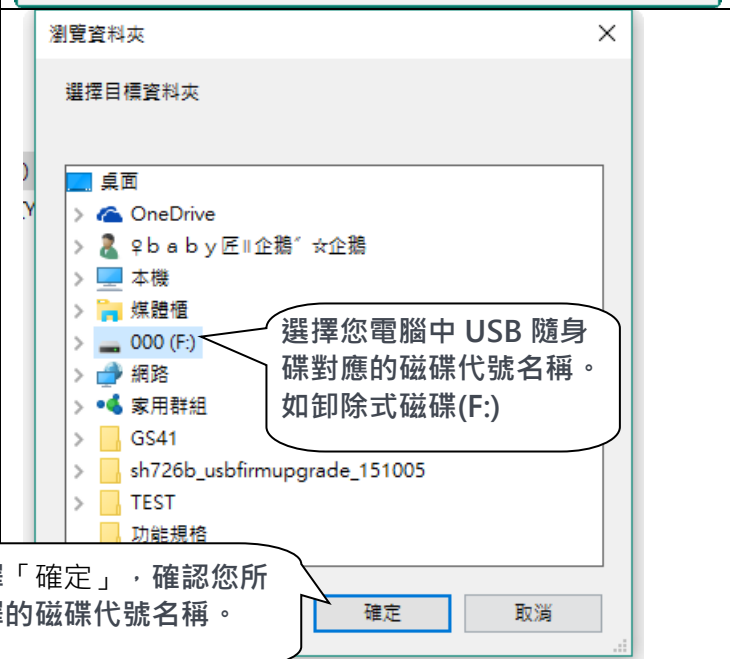 瀏覽資料夾
選擇目標資料夾
桌面
OneDrive
♀ｂａｂｙ匠∥企鵝˝ ☆企鵝
本機
媒體櫃
000 (F:)
網路
家用群組
GS41
sh726b_usbfirmupgrade_151005
TEST
功能規格
選擇您電腦中 USB 隨身
碟對應的磁碟代號名稱。
如卸除式磁碟(F:)
「確定」，確認您所
的磁碟代號名稱。
確定
取消